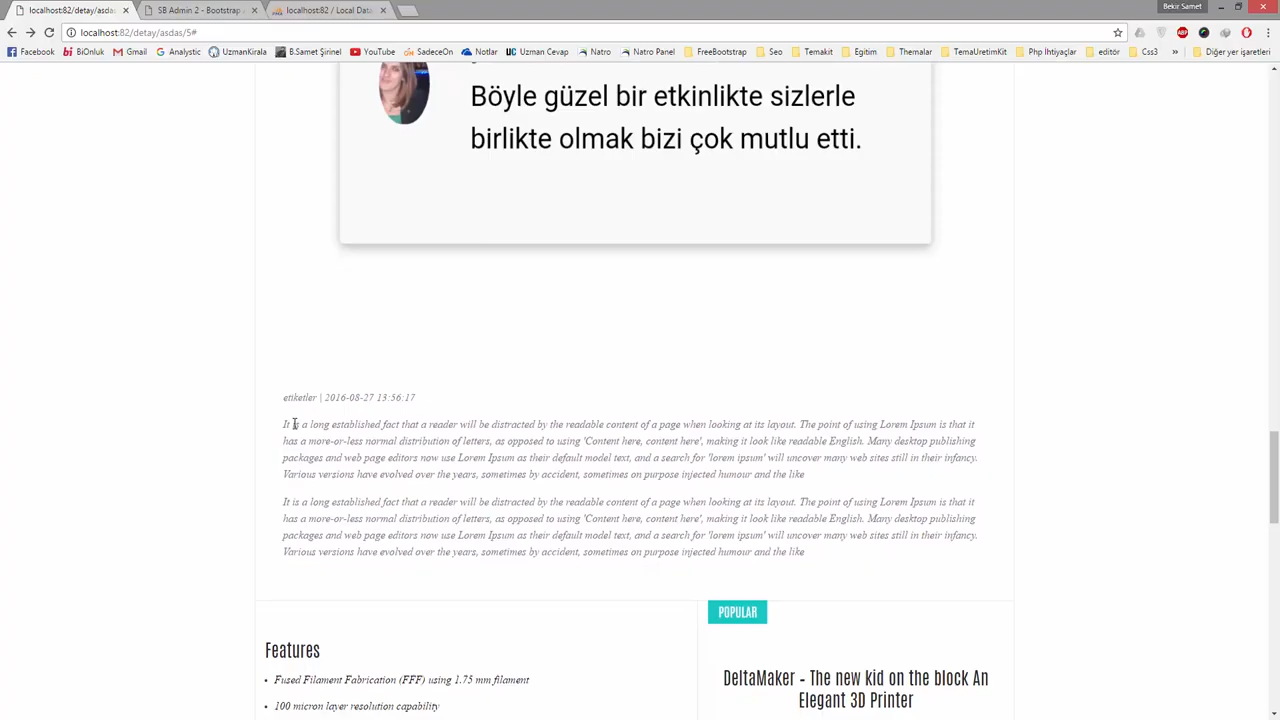 Bekir Samet
localhost:82/detay/asdas
SB Admin 2 - Bootstrap A
localhost:82 / Local Data
localhost:82/detay/asdas/5#
Facebook BiOnluk Gmail Analystic UzmanKirala B.Samet Şirinel YouTube SadeceOn Notlar Uzman Cevap Natro Natro Panel FreeBootstrap Seo Temakit Egitim Themalar TemaUretimKit Php Ihtiyaçlar editör Css3 » Diğer yer işaretleri
Böyle güzel bir etkinlikte sizlerle
birlikte olmak bizi çok mutlu etti.
etiketler | 2016-08-27 13:56:17
It is a long established fact that a reader will be distracted by the readable content of a page when looking at its layout. The point of using Lorem Ipsum is that it
has a more-or-less normal distribution of letters, as opposed to using 'Content here, content here', making it look like readable English. Many desktop publishing
packages and web page editors now use Lorem Ipsum as their default model text, and a search for 'lorem ipsum' will uncover many web sites still in their infancy.
Various versions have evolved over the years, sometimes by accident, sometimes on purpose injected humour and the like
It is a long established fact that a reader will be distracted by the readable content of a page when looking at its layout. The point of using Lorem Ipsum is that it
has a more-or-less normal distribution of letters, as opposed to using 'Content here, content here', making it look like readable English. Many desktop publishing
packages and web page editors now use Lorem Ipsum as their default model text, and a search for 'lorem ipsum' will uncover many web sites still in their infancy.
Various versions have evolved over the years, sometimes by accident, sometimes on purpose injected humour and the like
POPULAR
Features
• Fused Filament Fabrication (FFF) using 1.75 mm filament
• 100 micron layer resolution capability
DeltaMaker – The new kid on the block An
Elegant 3D Printer